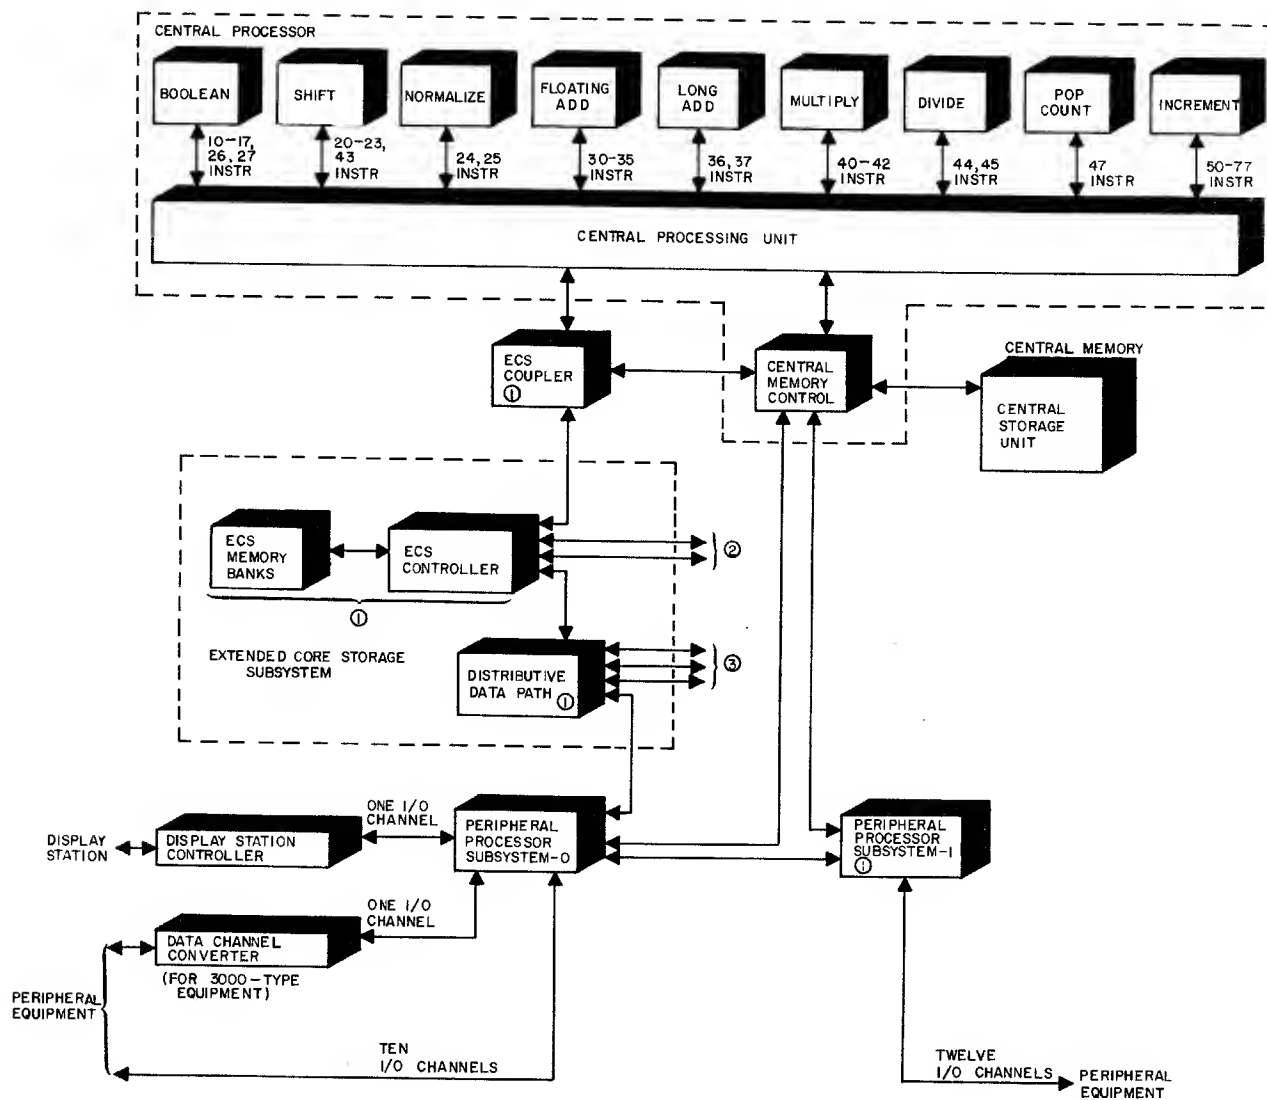 CENTRAL PROCESSOR
BOOLEAN
SHIFT
NORMALIZE
FLOATING
ADD
LONG
ADD
MULTIPLY
DIVIDE
POP
COUNT
INCREMENT
10-17,
26,27
INSTR
20-23,
43
INSTR
24,25
INSTR
30-35
INSTR
36,37
INSTR
40-42
INSTR
44,45
INSTR
47
INSTR
50-77
INSTR
CENTRAL PROCESSING UNIT
ECS
COUPLER
①
CENTRAL
MEMORY
CONTROL
CENTRAL MEMORY
CENTRAL
STORAGE
UNIT
ECS
MEMORY
BANKS
ECS
CONTROLLER
②
①
EXTENDED CORE STORAGE
SUBSYSTEM
DISTRIBUTIVE
DATA PATH ①
③
DISPLAY
STATION
DISPLAY STATION
CONTROLLER
ONE I/O
CHANNEL
PERIPHERAL
PROCESSOR
SUBSYSTEM-0
PERIPHERAL
PROCESSOR
SUBSYSTEM-1
①
ONE I/O
CHANNEL
DATA CHANNEL
CONVERTER
(FOR 3000-TYPE
EQUIPMENT)
PERIPHERAL
EQUIPMENT
TEN
I/O CHANNELS
TWELVE
I/O CHANNELS
PERIPHERAL
EQUIPMENT